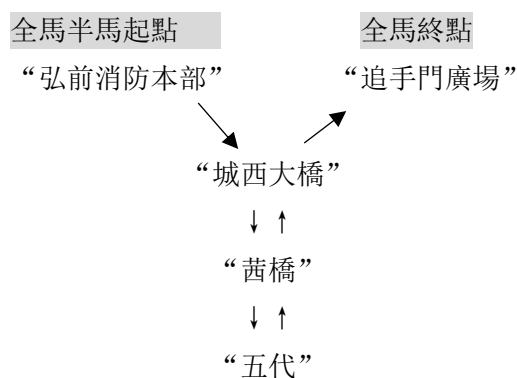 全馬半馬起點 全馬終點
“弘前消防本部” “追手門廣場”
“城西大橋”
↓ ↑
“茜橋”
↓ ↑
“五代”